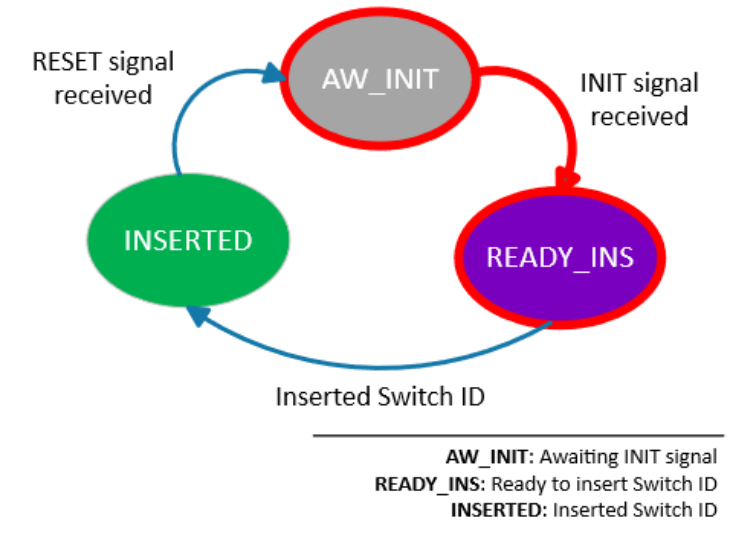 RESET signal
received
AW_INIT
INIT signal
received
INSERTED
READY_INS
Inserted Switch ID
AW_INIT: Awaiting INIT signal
READY_INS: Ready to insert Switch ID
INSERTED: Inserted Switch ID